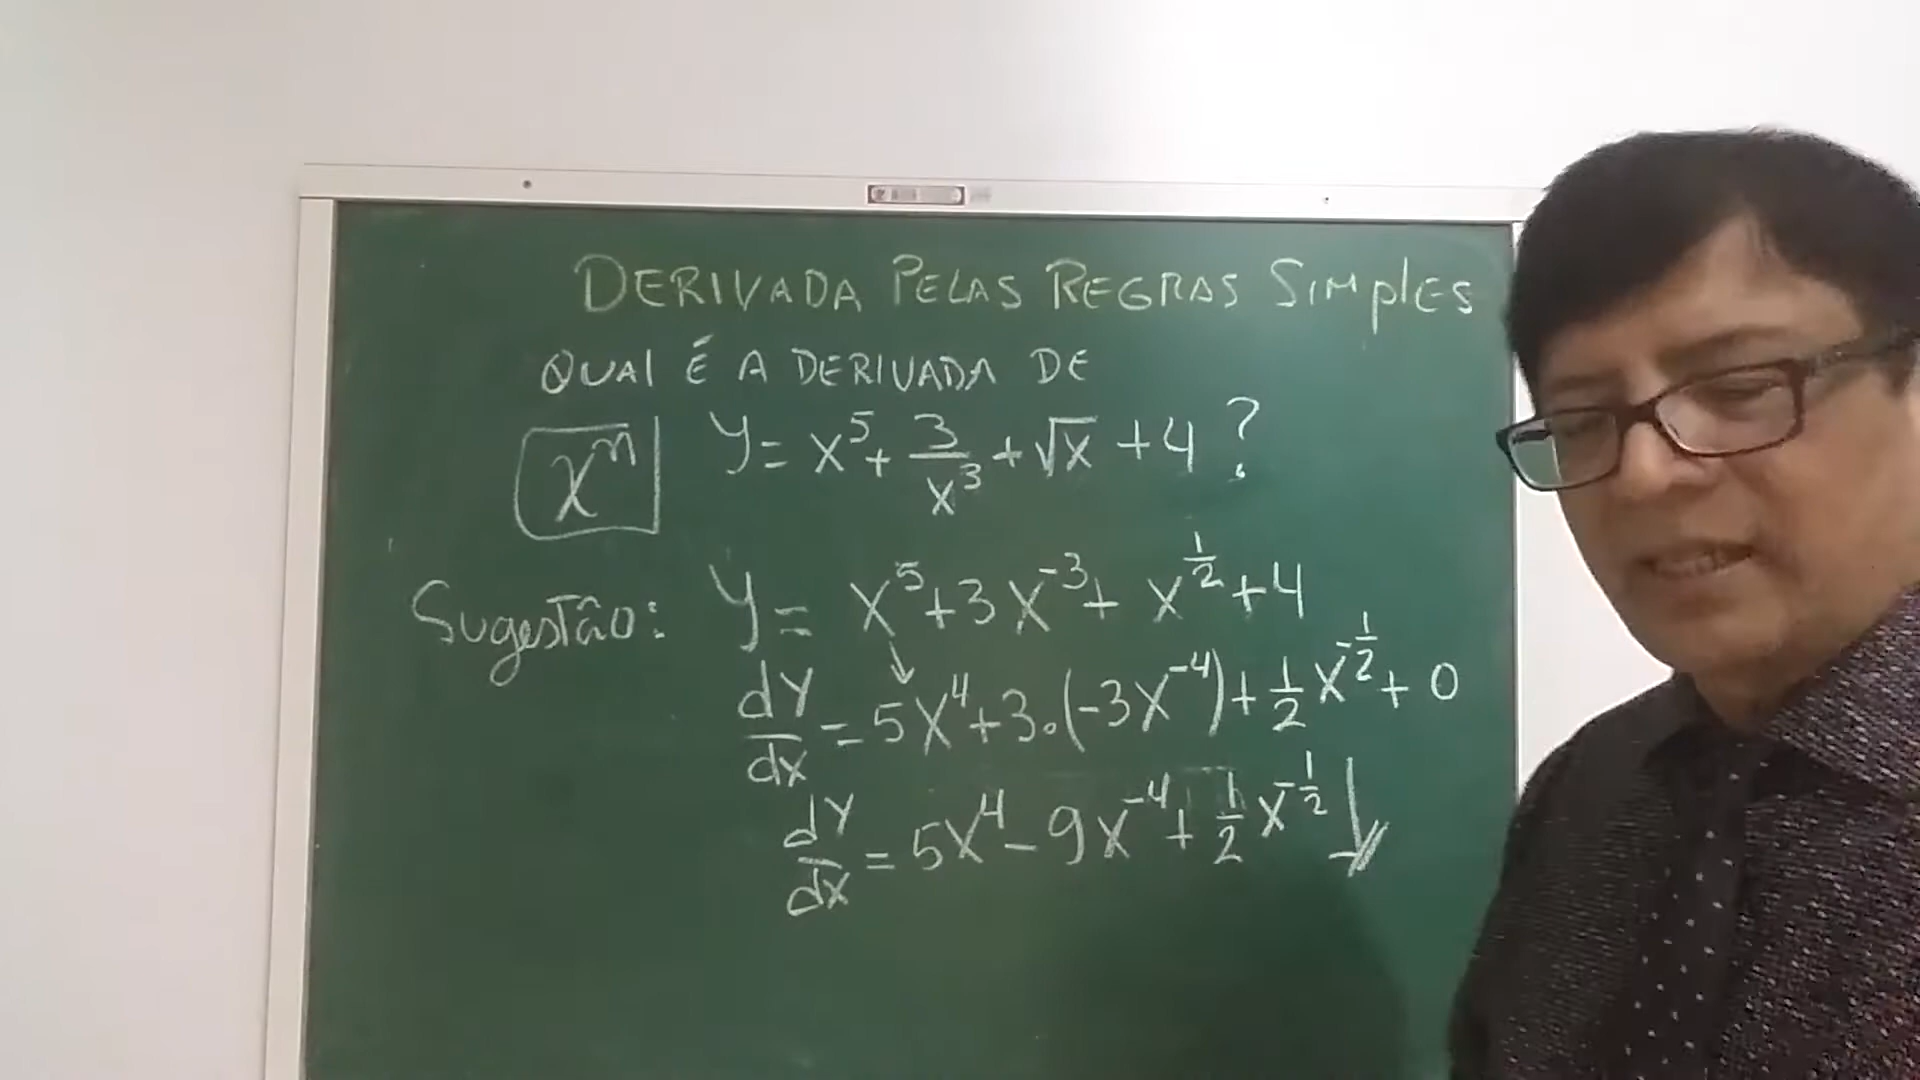 DERIVADA PELAS REGRAS SIMPLES
QUAL É A DERIVADA DE
xⁿ
y = x⁵ + 3/x³ + √x + 4 ?
Sugestão: y = x⁵ + 3x⁻³ + x^(1/2) + 4
dy/dx = 5x⁴ + 3.(-3x⁻⁴) + 1/2 x^(-1/2) + 0
dy/dx = 5x⁴ - 9x⁻⁴ + 1/2 x^(-1/2)